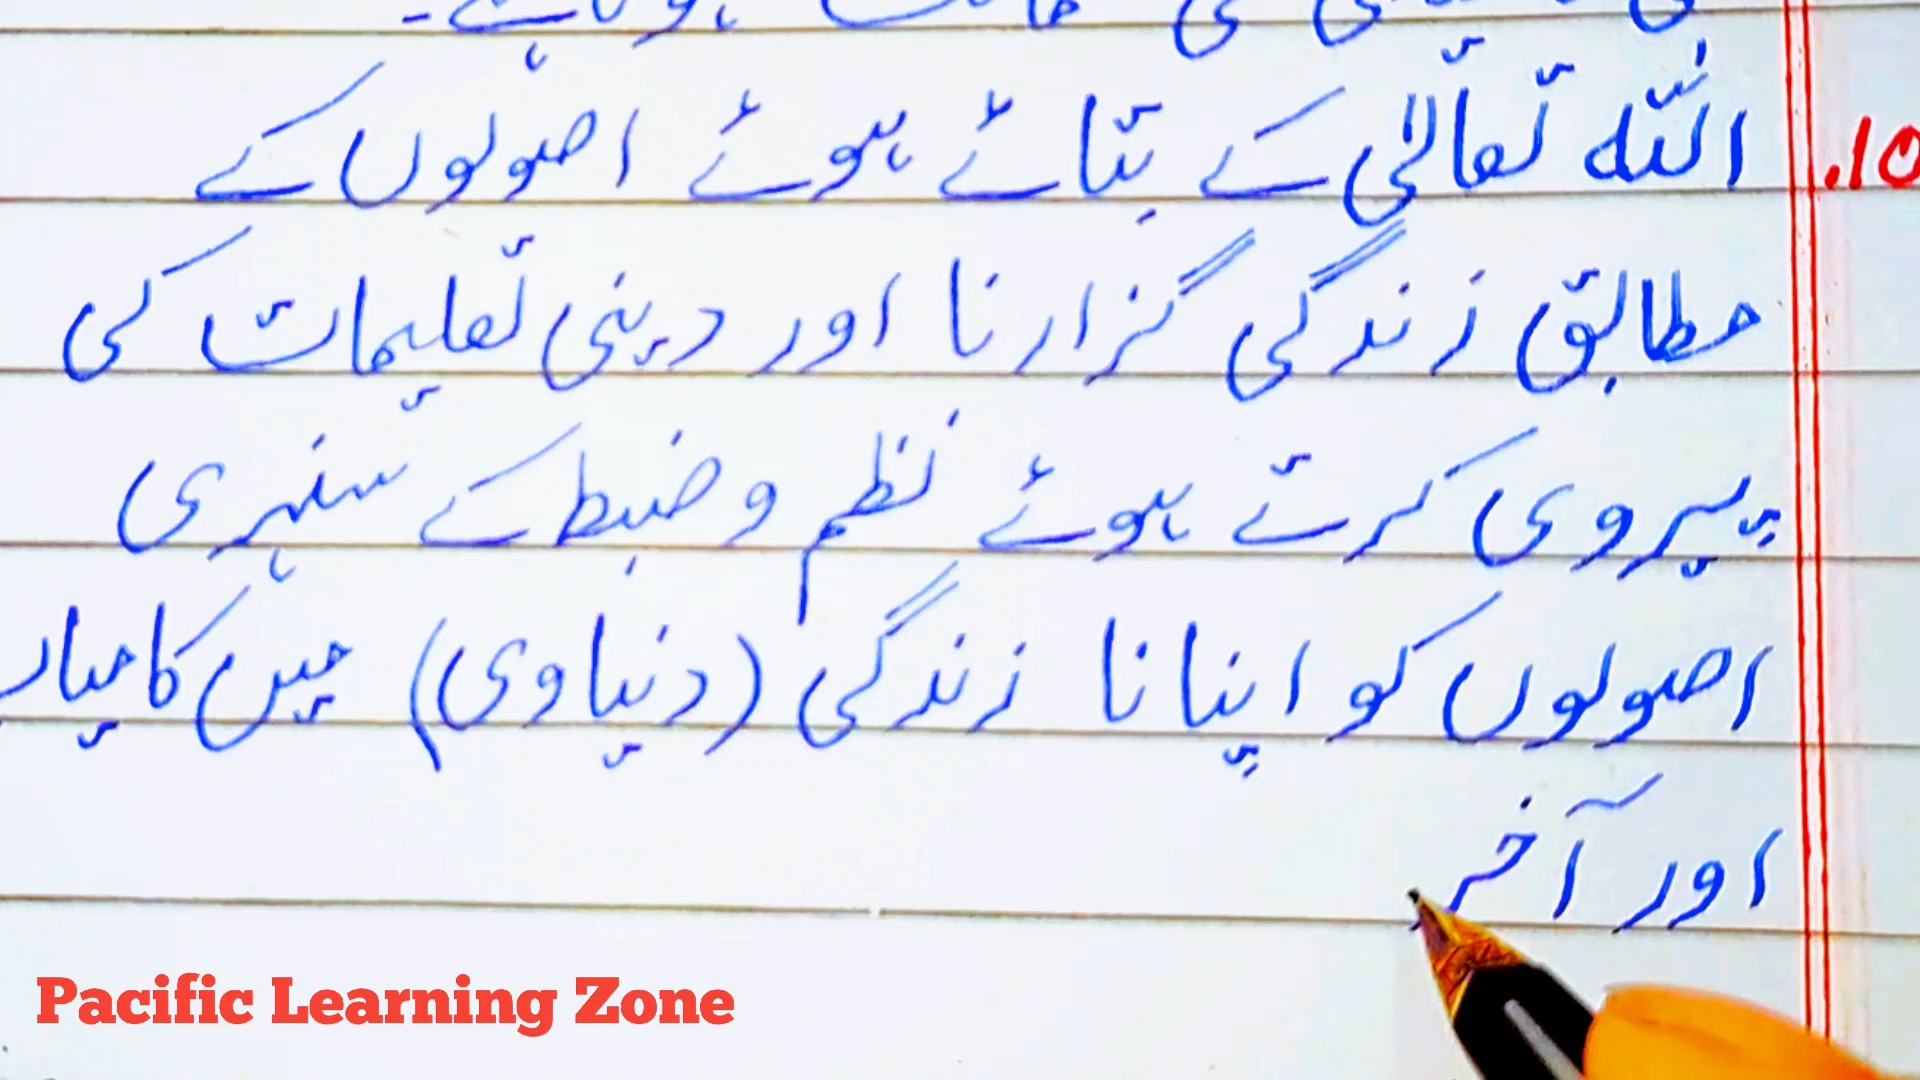 اللہ تعالیٰ کے بتائے ہوئے اصولوں کے
10.
مطابق زندگی گزارنا اور دینی تعلیمات کی
پیروی کرتے ہوئے نظم و ضبط کے سنہری
اصولوں کو اپنانا زندگی (دنیاوی) میں کامیاب
اور آخر
Pacific Learning Zone